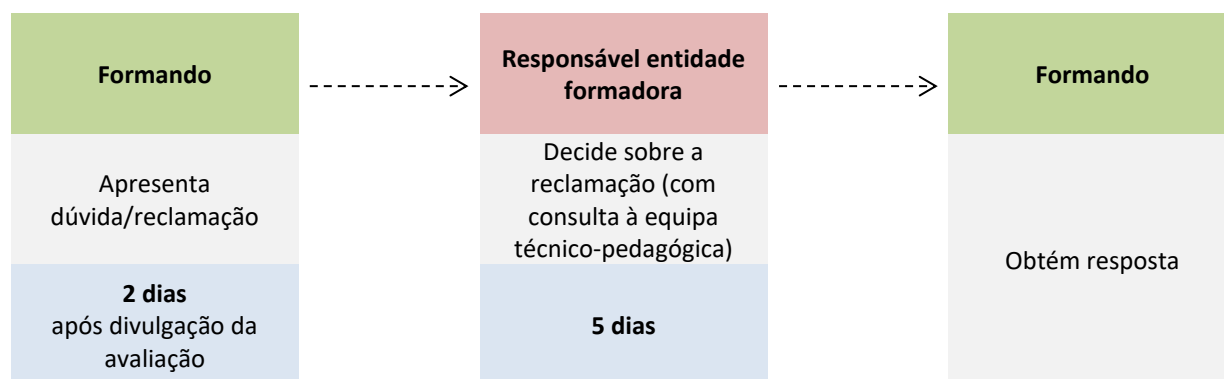 Formando
Apresenta
dúvida/reclamação
2 dias
após divulgação da
avaliação
Responsável entidade
formadora
Decide sobre a
reclamação (com
consulta à equipa
técnico-pedagógica)
5 dias
Formando
Obtém resposta